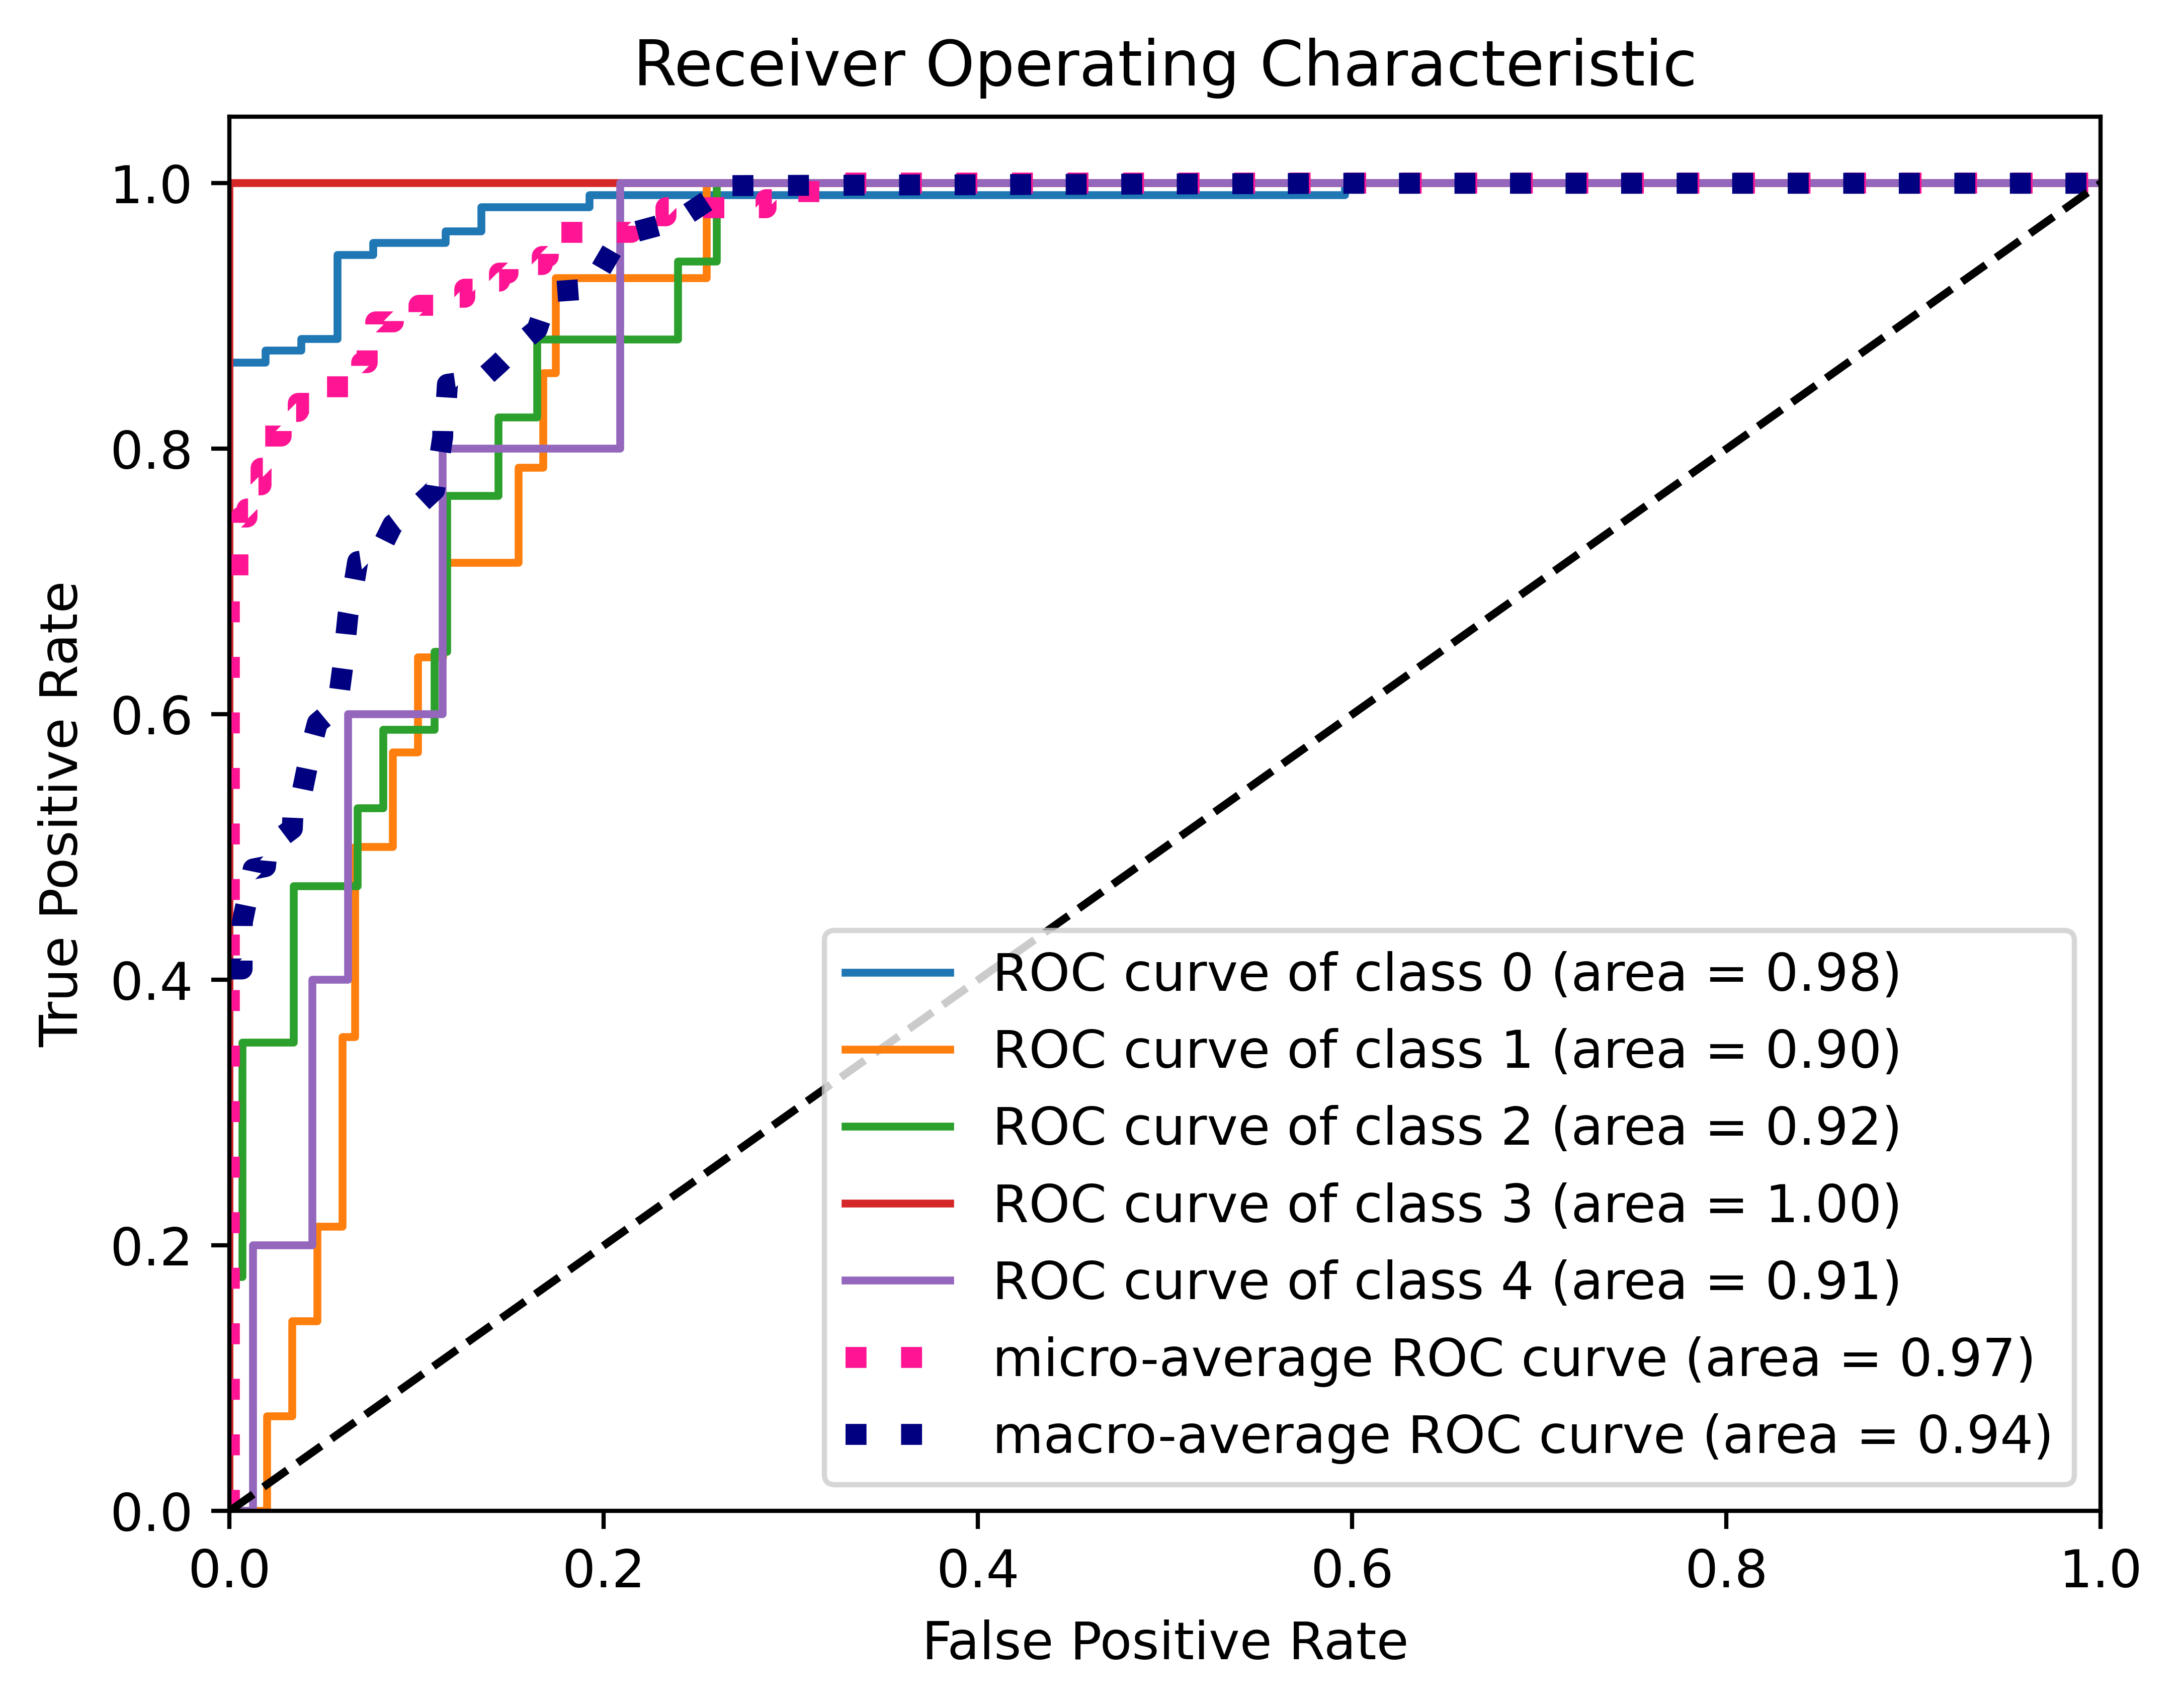 Receiver Operating Characteristic
1.0
0.8
0.6
0.4
0.2
0.0
True Positive Rate
ROC curve of class 0 (area = 0.98)
ROC curve of class 1 (area = 0.90)
ROC curve of class 2 (area = 0.92)
ROC curve of class 3 (area = 1.00)
ROC curve of class 4 (area = 0.91)
micro-average ROC curve (area = 0.97)
macro-average ROC curve (area = 0.94)
0.0 0.2 0.4 0.6 0.8 1.0
False Positive Rate